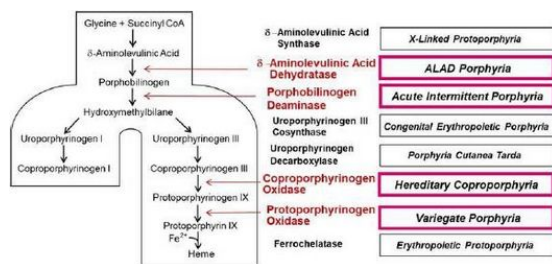 Glycine + Succinyl CoA
δ-Aminolevulinic Acid
Porphobilinogen
Hydroxymethylbilane
Uroporphyrinogen I
Uroporphyrinogen III
Coproporphyrinogen I
Coproporphyrinogen III
Protoporphyrinogen IX
Protoporphyrin IX
Fe²⁺
Heme
δ-Aminolevulinic Acid
Synthase
δ-Aminolevulinic Acid
Dehydratase
Porphobilinogen
Deaminase
Uroporphyrinogen III
Cosynthase
Uroporphyrinogen
Decarboxylase
Coproporphyrinogen
Oxidase
Protoporphyrinogen
Oxidase
Ferrochelatase
X-Linked Protoporphyria
ALAD Porphyria
Acute Intermittent Porphyria
Congenital Erythropoietic Porphyria
Porphyria Cutanea Tarda
Hereditary Coproporphyria
Variegate Porphyria
Erythropoietic Protoporphyria